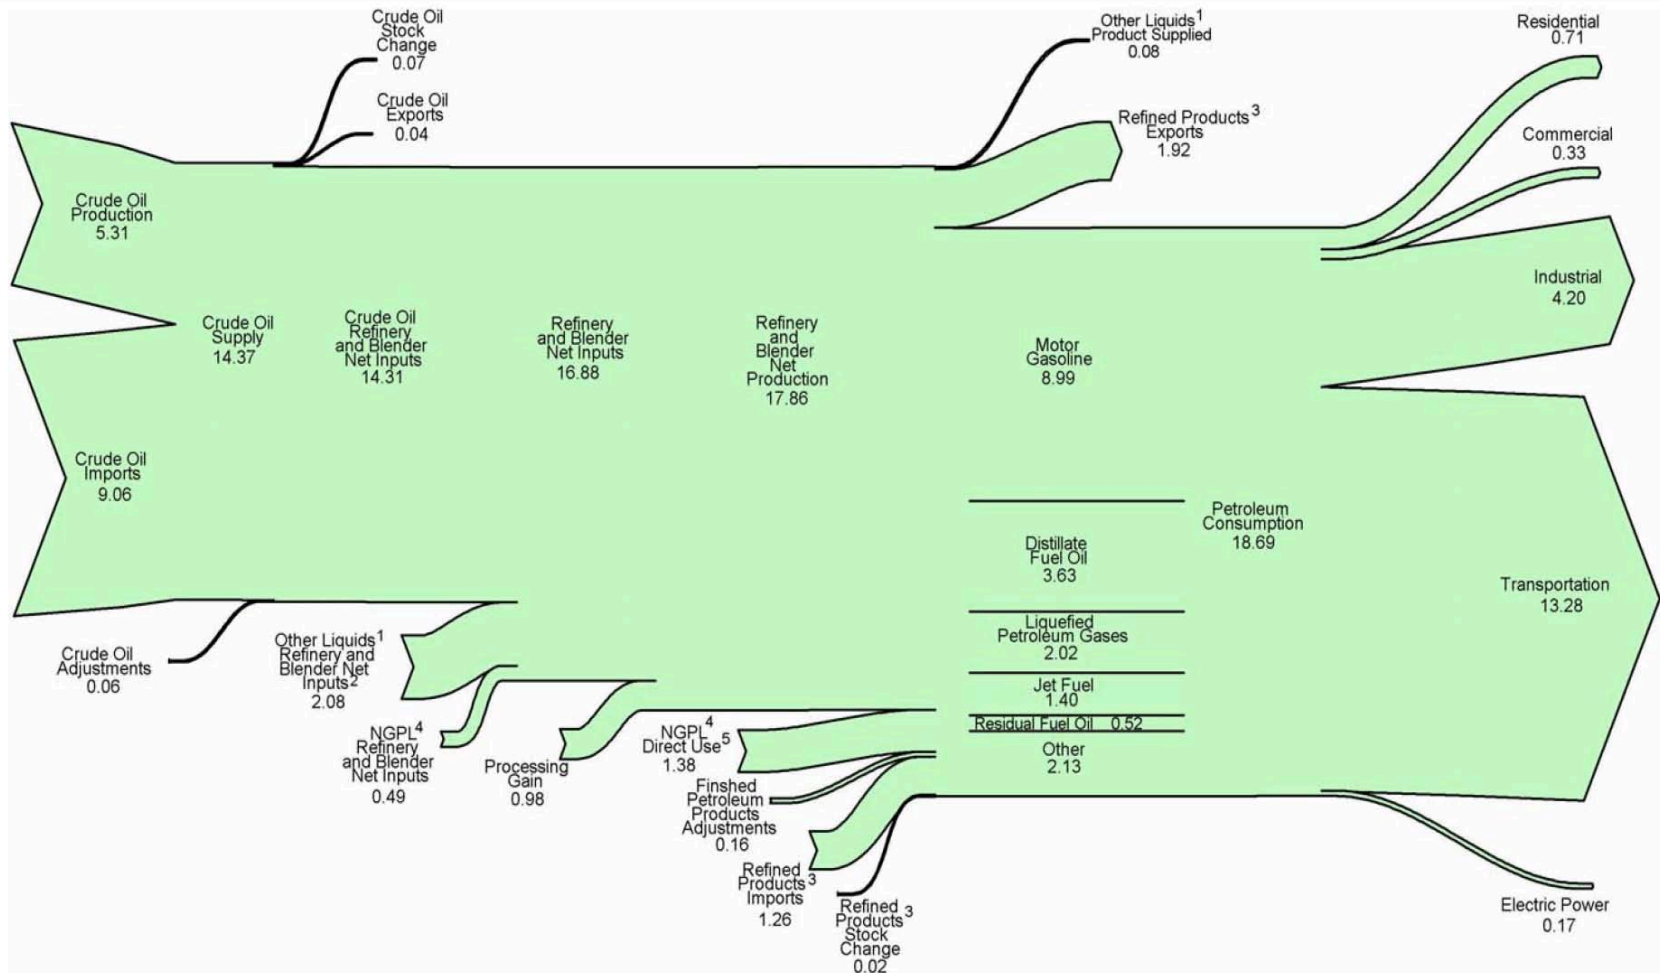 Crude Oil
Stock
Change
0.07
Crude Oil
Exports
0.04
Other Liquids1
Product Supplied
0.08
Refined Products3
Exports
1.92
Residential
0.71
Commercial
0.33
Crude Oil
Production
5.31
Crude Oil
Supply
14.37
Crude Oil
Refinery
and Blender
Net Inputs
14.31
Refinery
and Blender
Net Inputs
16.88
Refinery
and
Blender
Net
Production
17.86
Motor
Gasoline
8.99
Industrial
4.20
Crude Oil
Imports
9.06
Petroleum
Consumption
18.69
Distillate
Fuel Oil
3.63
Transportation
13.28
Liquefied
Petroleum Gases
2.02
Jet Fuel
1.40
Residual Fuel Oil 0.52
Other
2.13
Crude Oil
Adjustments
0.06
Other Liquids1
Refinery and
Blender Net
Inputs2
2.08
NGPL4
Refinery
and Blender
Net Inputs
0.49
Processing
Gain
0.98
NGPL4
Direct Use5
1.38
Finshed
Petroleum
Products
Adjustments
0.16
Refined
Products3
Imports
1.26
Refined
Products3
Stock
Change
0.02
Electric Power
0.17